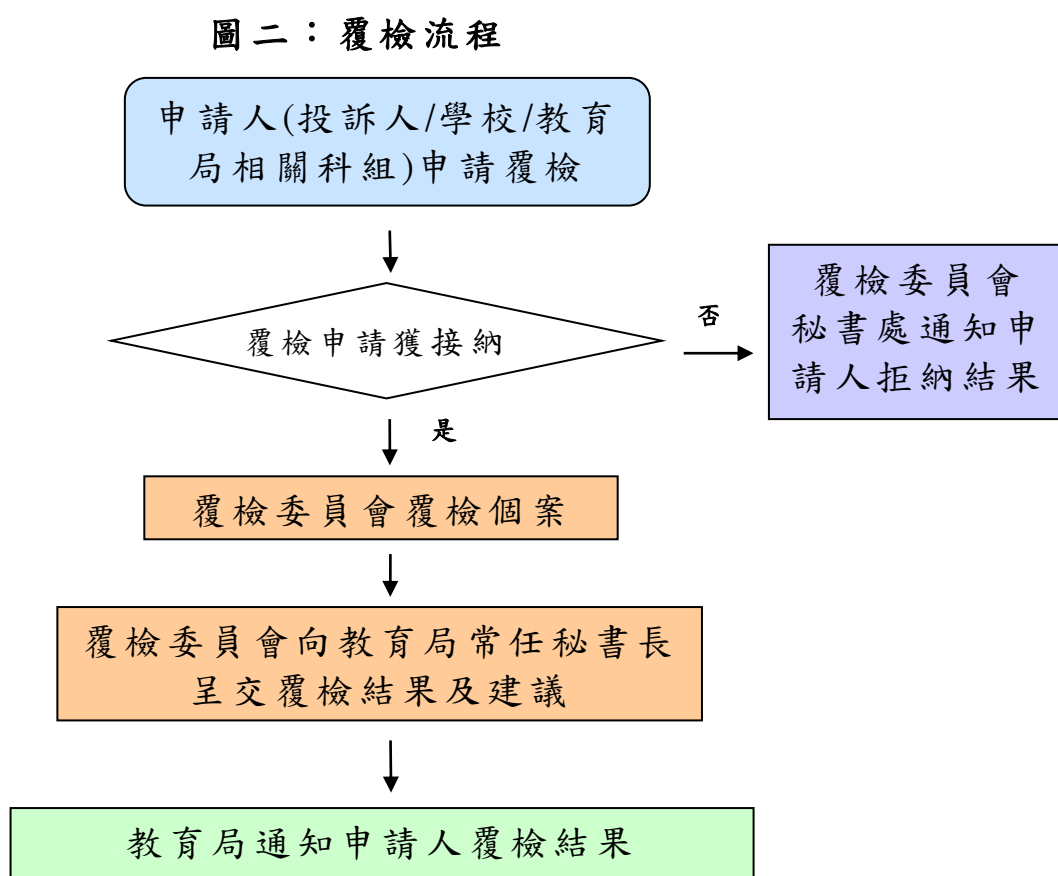 圖二：覆檢流程
申請人(投訴人/學校/教育
局相關科組)申請覆檢
覆檢申請獲接納
否
覆檢委員會
秘書處通知申
請人拒納結果
是
覆檢委員會覆檢個案
覆檢委員會向教育局常任秘書長
呈交覆檢結果及建議
教育局通知申請人覆檢結果